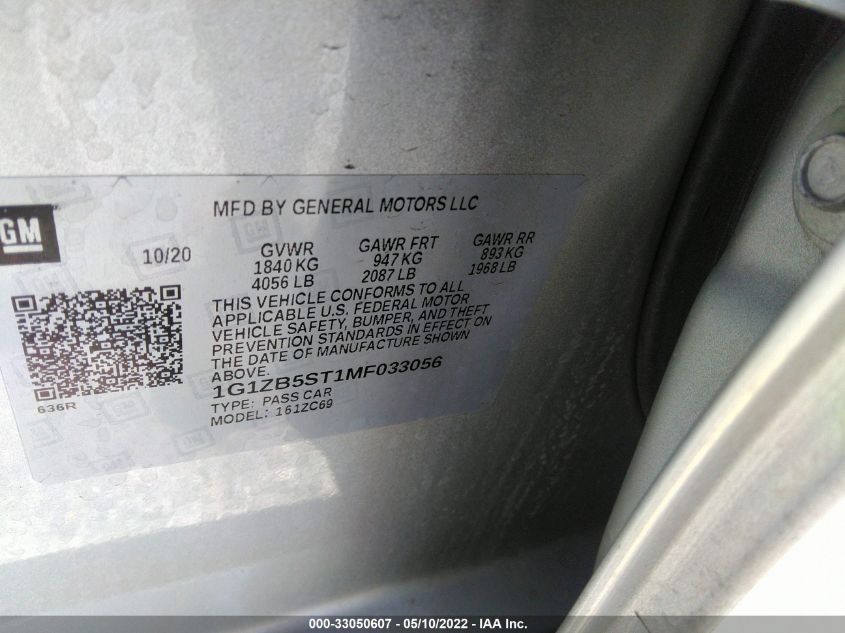 GM
MFD BY GENERAL MOTORS LLC
10/20
GVWR
1840 KG
4056 LB
GAWR FRT
947 KG
2087 LB
GAWR RR
893 KG
1968 LB
THIS VEHICLE CONFORMS TO ALL
APPLICABLE U.S. FEDERAL MOTOR
VEHICLE SAFETY, BUMPER, AND THEFT
PREVENTION STANDARDS IN EFFECT ON
THE DATE OF MANUFACTURE SHOWN
ABOVE.
1G1ZB5ST1MF033056
TYPE: PASS CAR
MODEL: 161ZC69
636R
000-33050607 - 05/10/2022 - IAA Inc.